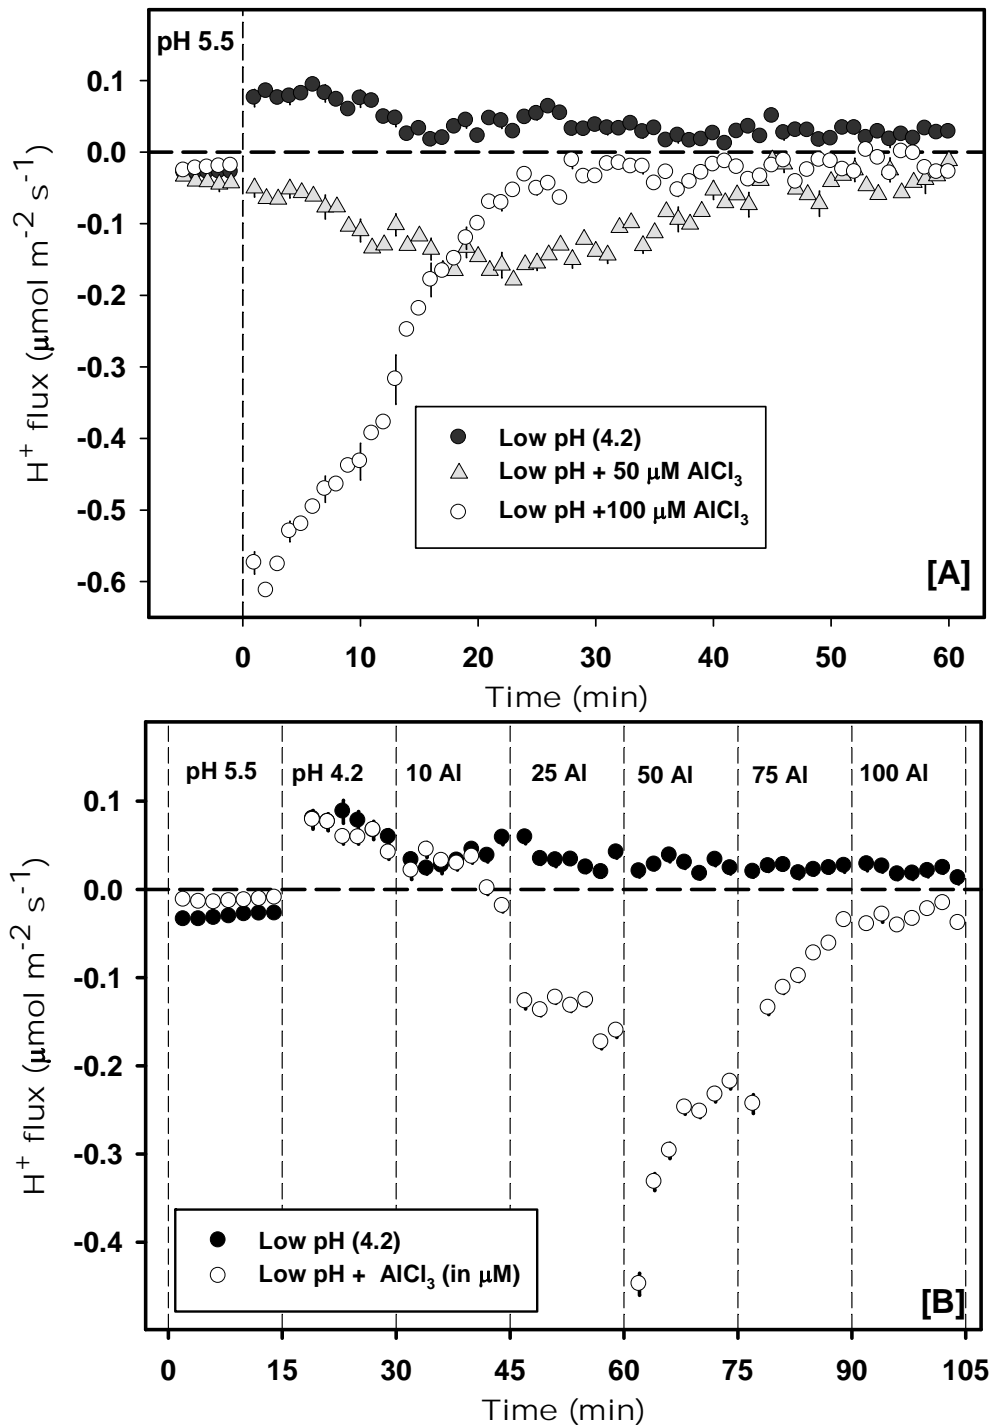 pH 5.5
0.1
0.0
-0.1
-0.2
-0.3
-0.4
-0.5
-0.6
H⁺ flux (μmol m⁻² s⁻¹)
Low pH (4.2)
Low pH + 50 μM AlCl₃
Low pH +100 μM AlCl₃
[A]
0 10 20 30 40 50 60
Time (min)
pH 5.5 pH 4.2 10 Al 25 Al 50 Al 75 Al 100 Al
0.1
0.0
-0.1
-0.2
-0.3
-0.4
H⁺ flux (μmol m⁻² s⁻¹)
Low pH (4.2)
Low pH + AlCl₃ (in μM)
[B]
0 15 30 45 60 75 90 105
Time (min)